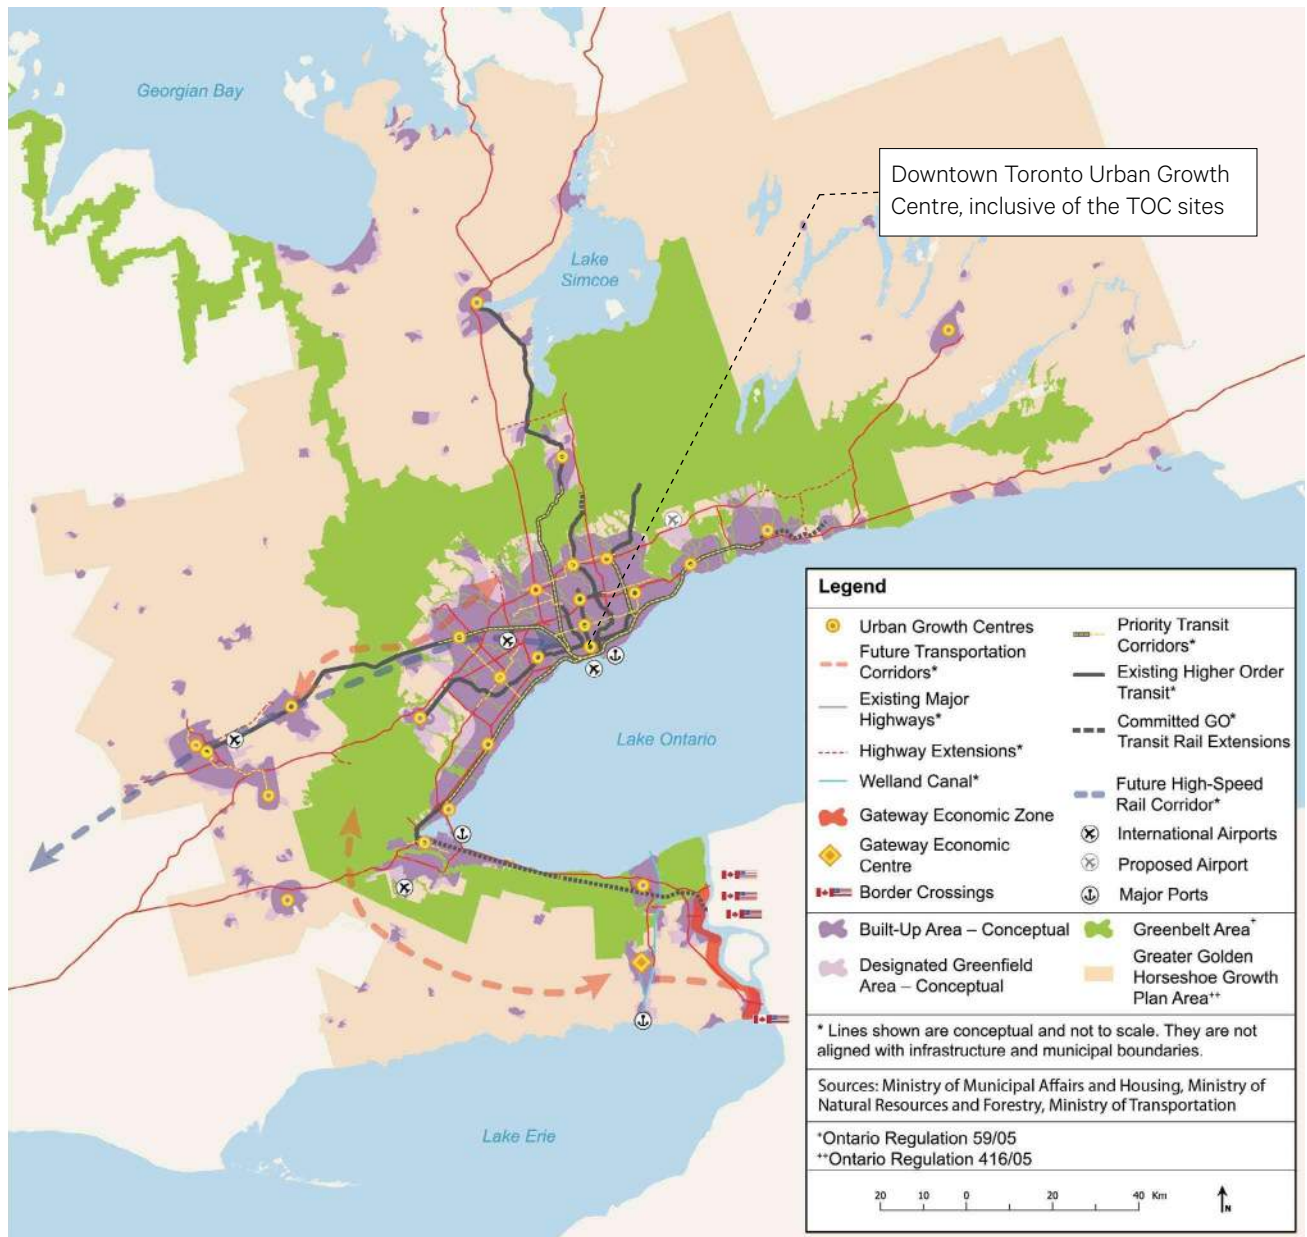 Georgian Bay
Downtown Toronto Urban Growth
Centre, inclusive of the TOC sites
Lake
Simcoe
Lake Ontario
Lake Erie
Legend
Urban Growth Centres
Future Transportation
Corridors*
Existing Major
Highways*
Highway Extensions*
Welland Canal*
Gateway Economic Zone
Gateway Economic
Centre
Border Crossings
Priority Transit
Corridors*
Existing Higher Order
Transit*
Committed GO*
Transit Rail Extensions
Future High-Speed
Rail Corridor*
International Airports
Proposed Airport
Major Ports
Built-Up Area – Conceptual
Designated Greenfield
Area – Conceptual
Greenbelt Area+
Greater Golden
Horseshoe Growth
Plan Area++
* Lines shown are conceptual and not to scale. They are not
aligned with infrastructure and municipal boundaries.
Sources: Ministry of Municipal Affairs and Housing, Ministry of
Natural Resources and Forestry, Ministry of Transportation
+Ontario Regulation 59/05
++Ontario Regulation 416/05
20 10 0 20 40 Km
N